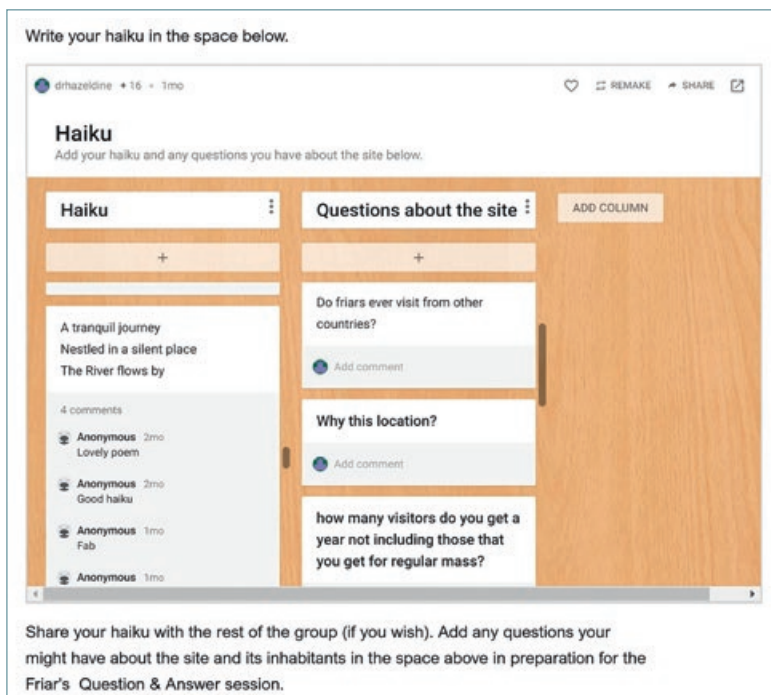 Write your haiku in the space below.
drhazeldine • 16 • 1mo
REMAKE
SHARE
Haiku
Add your haiku and any questions you have about the site below.
Haiku
+
A tranquil journey
Nestled in a silent place
The River flows by
4 comments
Anonymous 2mo
Lovely poem
Anonymous 2mo
Good haiku
Anonymous 1mo
Fab
Anonymous 1mo
Questions about the site
+
Do friars ever visit from other
countries?
Add comment
Why this location?
Add comment
how many visitors do you get a
year not including those that
you get for regular mass?
ADD COLUMN
Share your haiku with the rest of the group (if you wish). Add any questions your
might have about the site and its inhabitants in the space above in preparation for the
Friar's Question & Answer session.